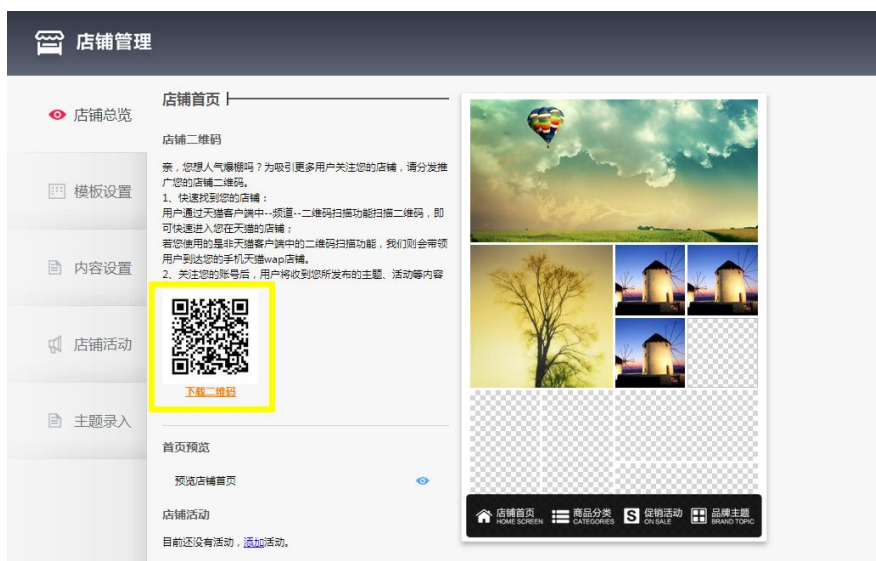 店铺管理
店铺总览
模板设置
内容设置
店铺活动
主题录入
店铺首页
店铺二维码
亲，您想人气爆棚吗？为吸引更多用户关注您的店铺，请分发推
广您的店铺二维码。
1、快速找到您的店铺：
用户通过天猫客户端中--频道--二维码扫描功能扫描二维码，即
可快速进入您在天猫的店铺；
若您使用的是非天猫客户端中的二维码扫描功能，我们则会带领
用户到达您的手机天猫wap店铺。
2、关注您的账号后，用户将收到您所发布的主题、活动等内容
下载二维码
首页预览
预览店铺首页
店铺活动
目前还没有活动，添加活动。
店铺首页
HOME SCREEN
商品分类
CATEGORIES
S 促销活动
ON SALE
品牌主题
BRAND TOPIC